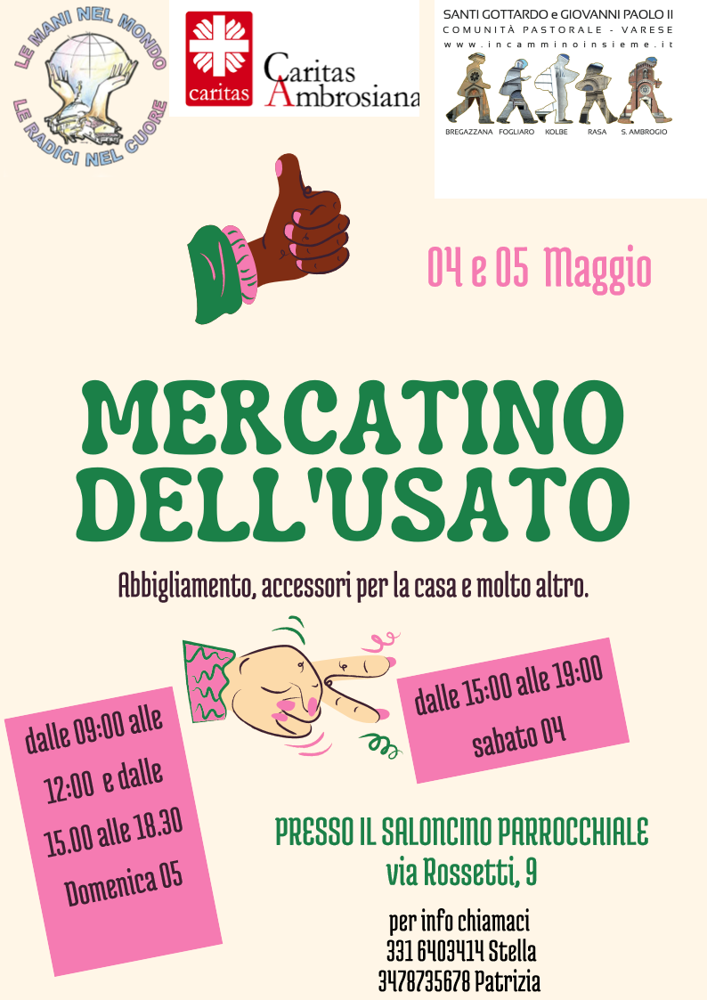 LE MANI NEL MONDO
LE RADICI NEL CUORE
caritas
Caritas
Ambrosiana
SANTI GOTTARDO e GIOVANNI PAOLO II
COMUNITÀ PASTORALE - VARESE
www.incamminoinsieme.it
BREGAZZANA FOGLIARO KOLBE RASA S. AMBROGIO
04 e 05 Maggio
MERCATINO
DELL'USATO
Abbigliamento, accessori per la casa e molto altro.
dalle 15:00 alle 19:00
sabato 04
dalle 09:00 alle
12:00 e dalle
15.00 alle 18.30
Domenica 05
PRESSO IL SALONCINO PARROCCHIALE
via Rossetti, 9
per info chiamaci
331 6403414 Stella
3478735678 Patrizia